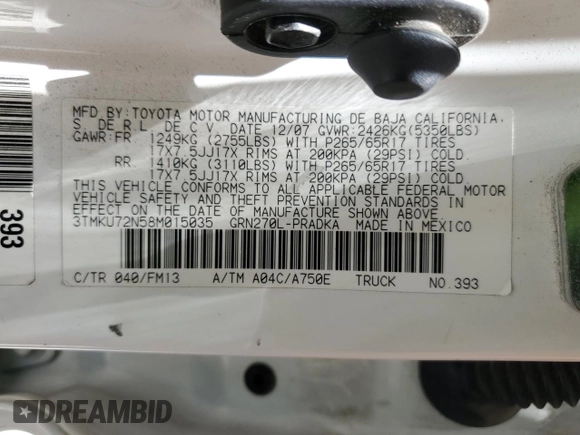 MFD. BY: TOYOTA MOTOR MANUFACTURING DE BAJA CALIFORNIA,
S. DE R.L. DE C.V. DATE 12/07 GVWR:2426KG(5350LBS)
GAWR:FR. 1249KG (2755LBS) WITH P265/65R17 TIRES
17X7.5JJ17X RIMS AT 200KPA (29PSI) COLD.
RR. 1410KG (3110LBS) WITH P265/65R17 TIRES
17X7.5JJ17X RIMS AT 200KPA (29PSI) COLD.
THIS VEHICLE CONFORMS TO ALL APPLICABLE FEDERAL MOTOR
VEHICLE SAFETY AND THEFT PREVENTION STANDARDS IN
EFFECT ON THE DATE OF MANUFACTURE SHOWN ABOVE.
3TMKU72N58M015035 GRN270L-PRADKA MADE IN MEXICO
C/TR 040/FM13 A/TM A04C/A750E TRUCK NO.393
393
DREAMBID